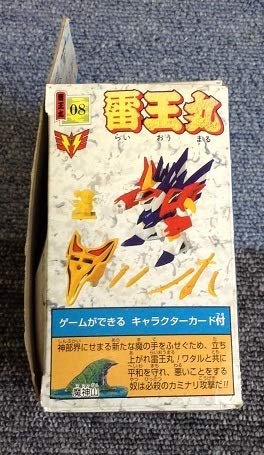 雷王丸
08
雷王丸
らいおうまる
ゲームができる キャラクターカード付
神部界にせまる新たな魔の手をふせぐため、立ち
上がれ雷王丸!ワタルと共に
平和を守れ、悪いことをする
奴は必殺のカミナリ攻撃だ!!